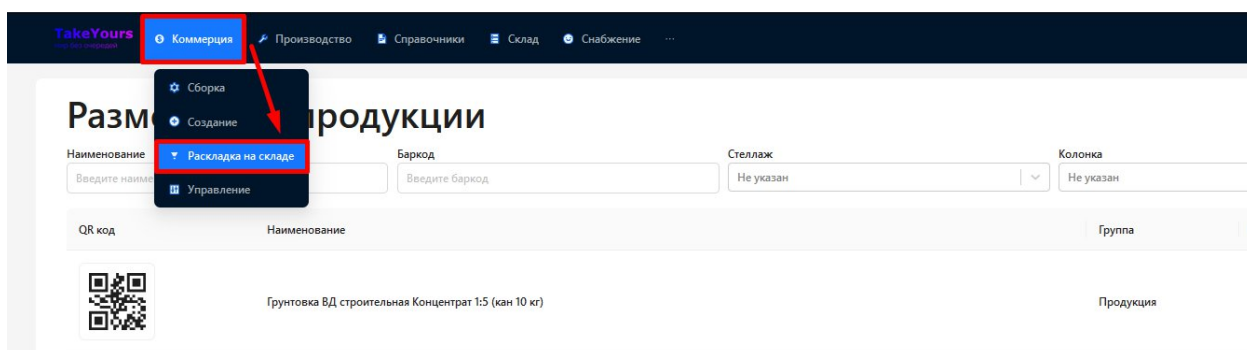 TakeYours
Коммерция Производство Справочники Склад Снабжение ...
Сборка
Создание
Раскладка на складе
Управление
Разм родукции
Наименование Баркод Стеллаж Колонка
Введите наиме Введите баркод Не указан Не указан
QR код Наименование Группа
Грунтовка ВД строительная Концентрат 1:5 (кан 10 кг) Продукция